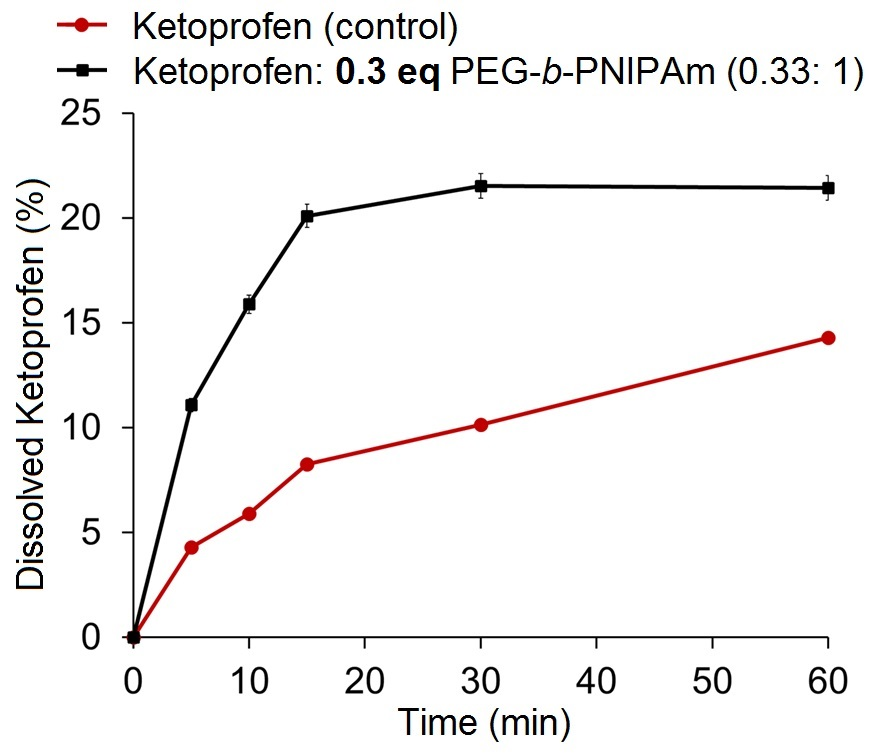 Ketoprofen (control)
Ketoprofen: 0.3 eq PEG-b-PNIPAm (0.33: 1)
25
20
15
10
5
0
Dissolved Ketoprofen (%)
0 10 20 30 40 50 60
Time (min)